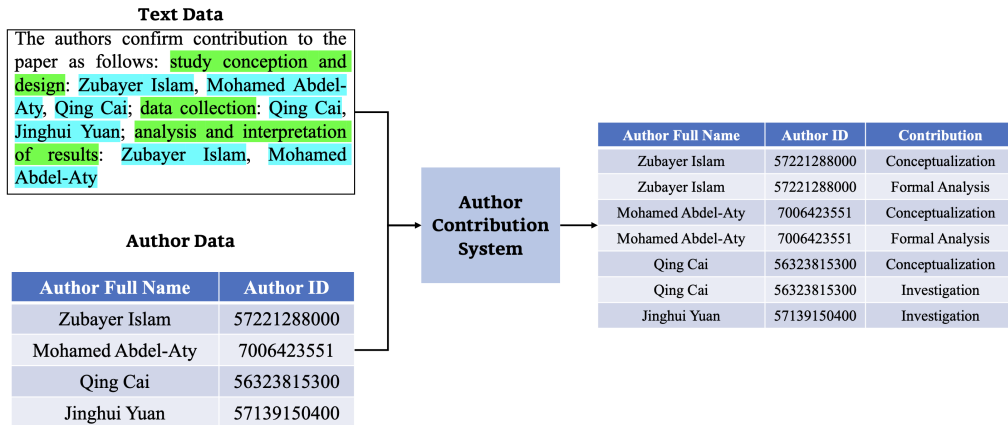 Text Data
The authors confirm contribution to the
paper as follows: study conception and
design: Zubayer Islam, Mohamed Abdel-
Aty, Qing Cai; data collection: Qing Cai,
Jinghui Yuan; analysis and interpretation
of results: Zubayer Islam, Mohamed
Abdel-Aty
Author Data
Author Full Name Author ID
Zubayer Islam 57221288000
Mohamed Abdel-Aty 7006423551
Qing Cai 56323815300
Jinghui Yuan 57139150400
Author
Contribution
System
Author Full Name Author ID Contribution
Zubayer Islam 57221288000 Conceptualization
Zubayer Islam 57221288000 Formal Analysis
Mohamed Abdel-Aty 7006423551 Conceptualization
Mohamed Abdel-Aty 7006423551 Formal Analysis
Qing Cai 56323815300 Conceptualization
Qing Cai 56323815300 Investigation
Jinghui Yuan 57139150400 Investigation